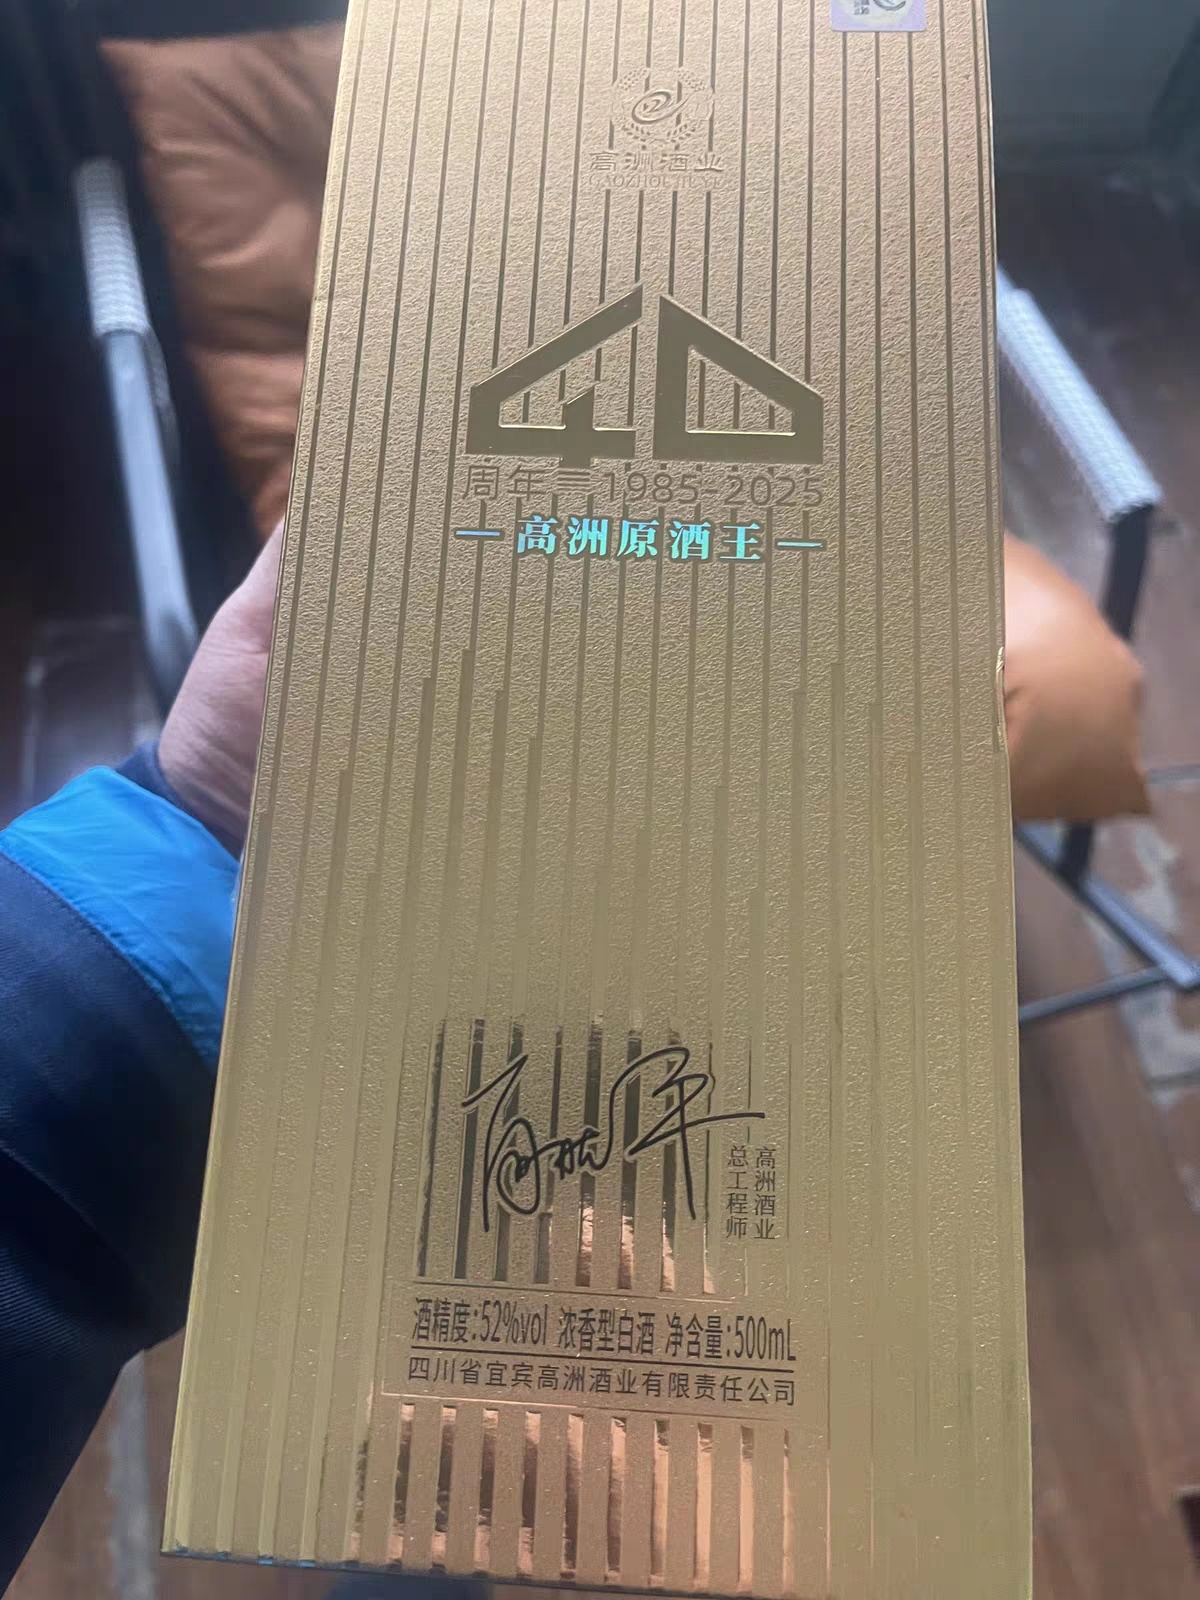 高洲酒业
GAOZHOU JIUYE
40
周年 1985-2025
高洲原酒王
高洲酒业
总工程师
酒精度:52%vol 浓香型白酒 净含量:500mL
四川省宜宾高洲酒业有限责任公司